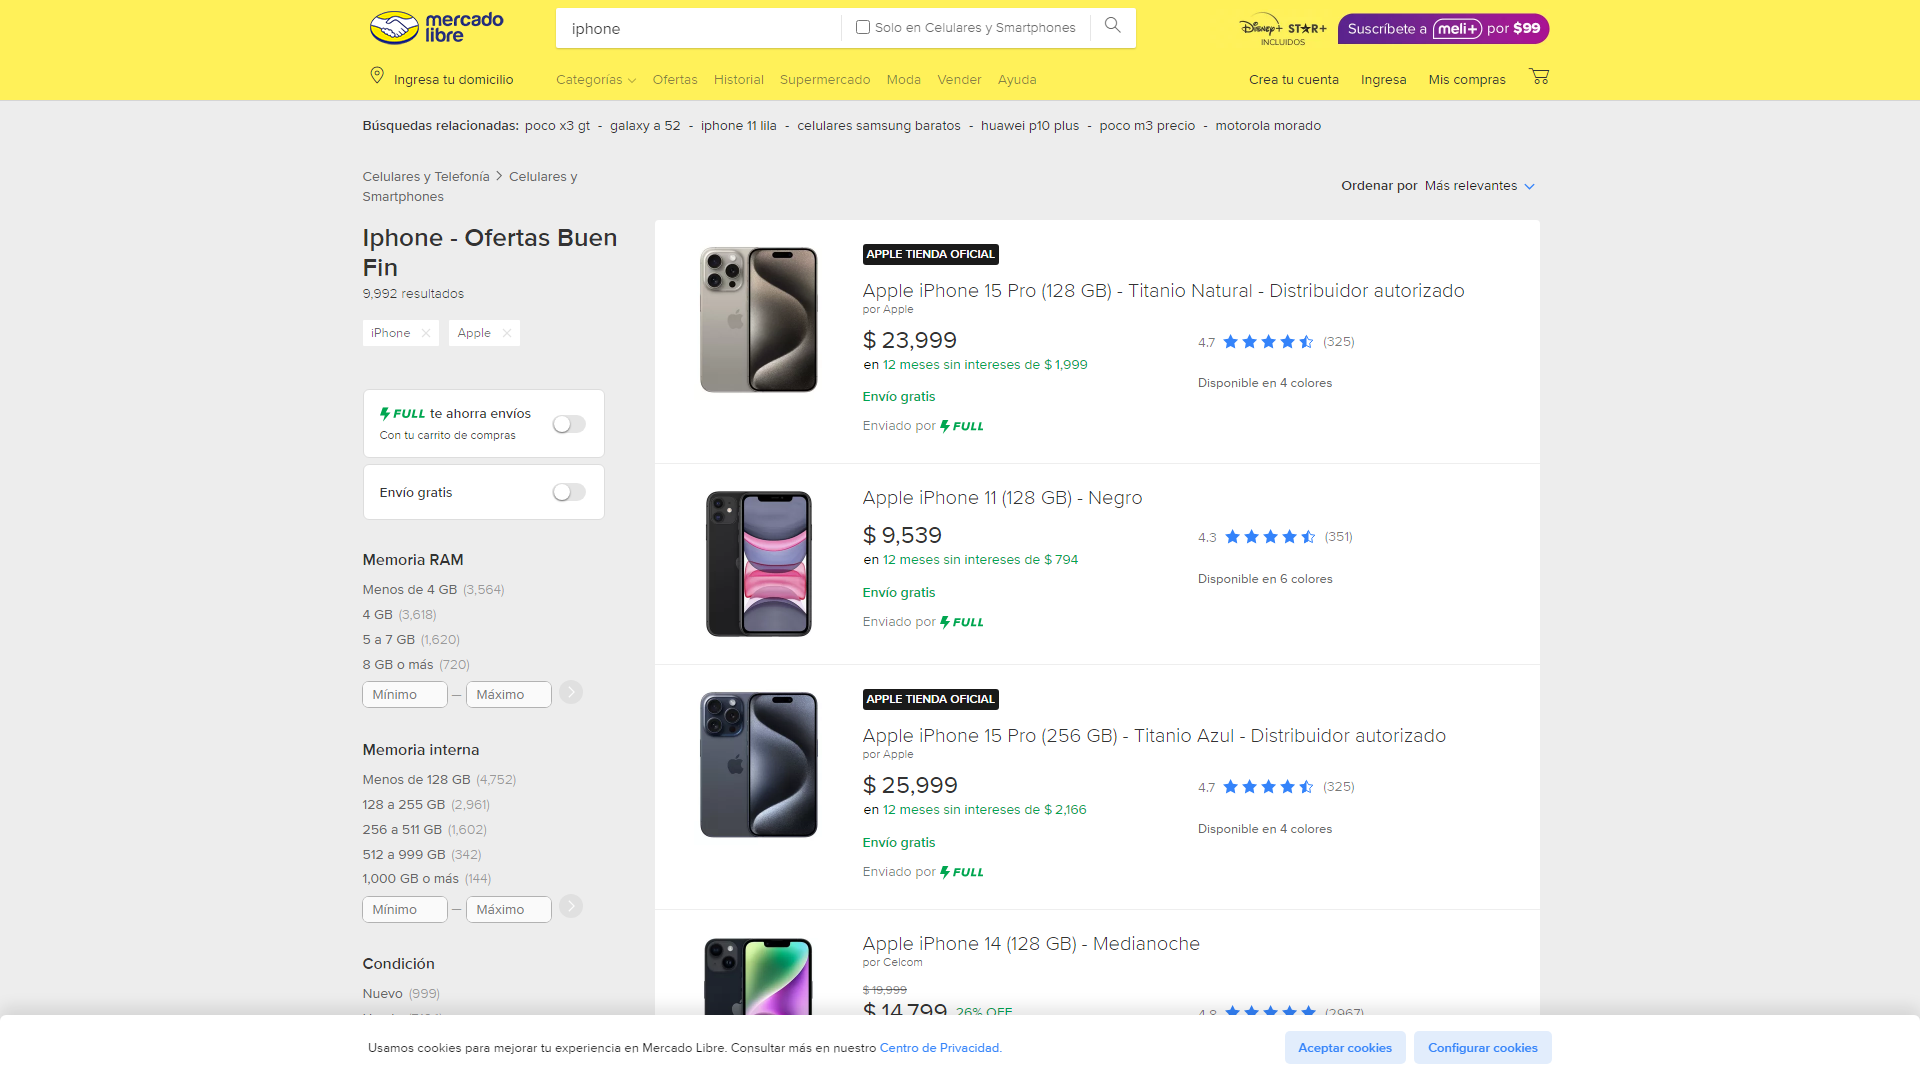 mercado
libre
iphone
Solo en Celulares y Smartphones
Disney+ STAR+
INCLUIDOS
Suscríbete a meli+ por $99
Ingresa tu domicilio
Categorías
Ofertas
Historial
Supermercado
Moda
Vender
Ayuda
Crea tu cuenta
Ingresa
Mis compras
Búsquedas relacionadas: poco x3 gt - galaxy a 52 - iphone 11 lila - celulares samsung baratos - huawei p10 plus - poco m3 precio - motorola morado
Celulares y Telefonía > Celulares y
Smartphones
Ordenar por Más relevantes
Iphone - Ofertas Buen
Fin
9,992 resultados
iPhone
Apple
FULL te ahorra envíos
Con tu carrito de compras
Envío gratis
Memoria RAM
Menos de 4 GB (3,564)
4 GB (3,618)
5 a 7 GB (1,620)
8 GB o más (720)
Mínimo — Máximo
Memoria interna
Menos de 128 GB (4,752)
128 a 255 GB (2,961)
256 a 511 GB (1,602)
512 a 999 GB (342)
1,000 GB o más (144)
Mínimo — Máximo
Condición
Nuevo (999)
APPLE TIENDA OFICIAL
Apple iPhone 15 Pro (128 GB) - Titanio Natural - Distribuidor autorizado
por Apple
$ 23,999
en 12 meses sin intereses de $ 1,999
Envío gratis
Enviado por FULL
4.7 (325)
Disponible en 4 colores
Apple iPhone 11 (128 GB) - Negro
$ 9,539
en 12 meses sin intereses de $ 794
Envío gratis
Enviado por FULL
4.3 (351)
Disponible en 6 colores
APPLE TIENDA OFICIAL
Apple iPhone 15 Pro (256 GB) - Titanio Azul - Distribuidor autorizado
por Apple
$ 25,999
en 12 meses sin intereses de $ 2,166
Envío gratis
Enviado por FULL
4.7 (325)
Disponible en 4 colores
Apple iPhone 14 (128 GB) - Medianoche
por Celcom
$ 19,999
$ 14,799 26% OFF
4.8 (2967)
Usamos cookies para mejorar tu experiencia en Mercado Libre. Consultar más en nuestro Centro de Privacidad.
Aceptar cookies
Configurar cookies